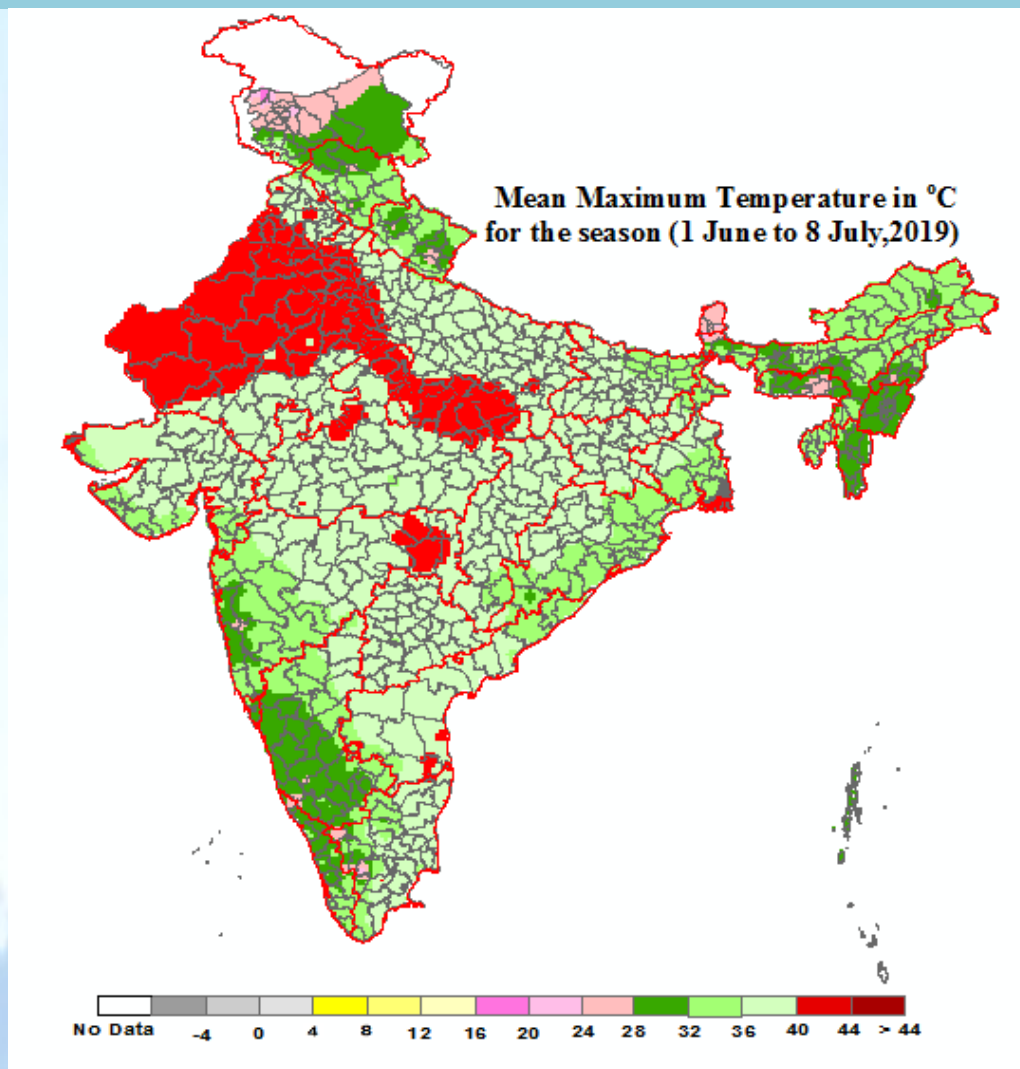 Mean Maximum Temperature in °C
for the season (1 June to 8 July,2019)
No Data -4 0 4 8 12 16 20 24 28 32 36 40 44 > 44